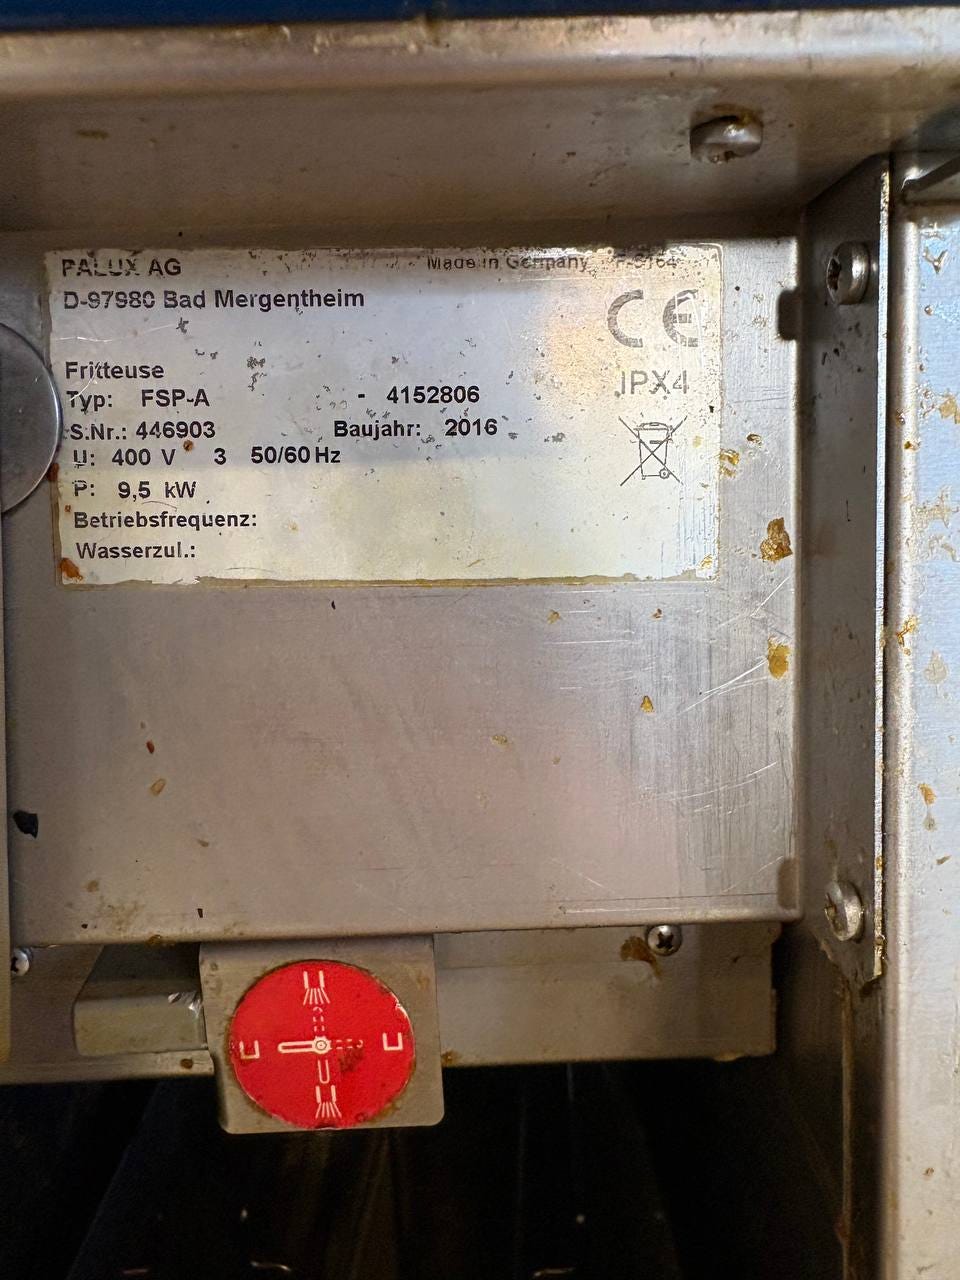 PALUX AG Made in Germany
D-97980 Bad Mergentheim
CE
Fritteuse
IPX4
Typ: FSP-A - 4152806
S.Nr.: 446903 Baujahr: 2016
U: 400 V 3 50/60 Hz
P: 9,5 kW
Betriebsfrequenz:
Wasserzul.: